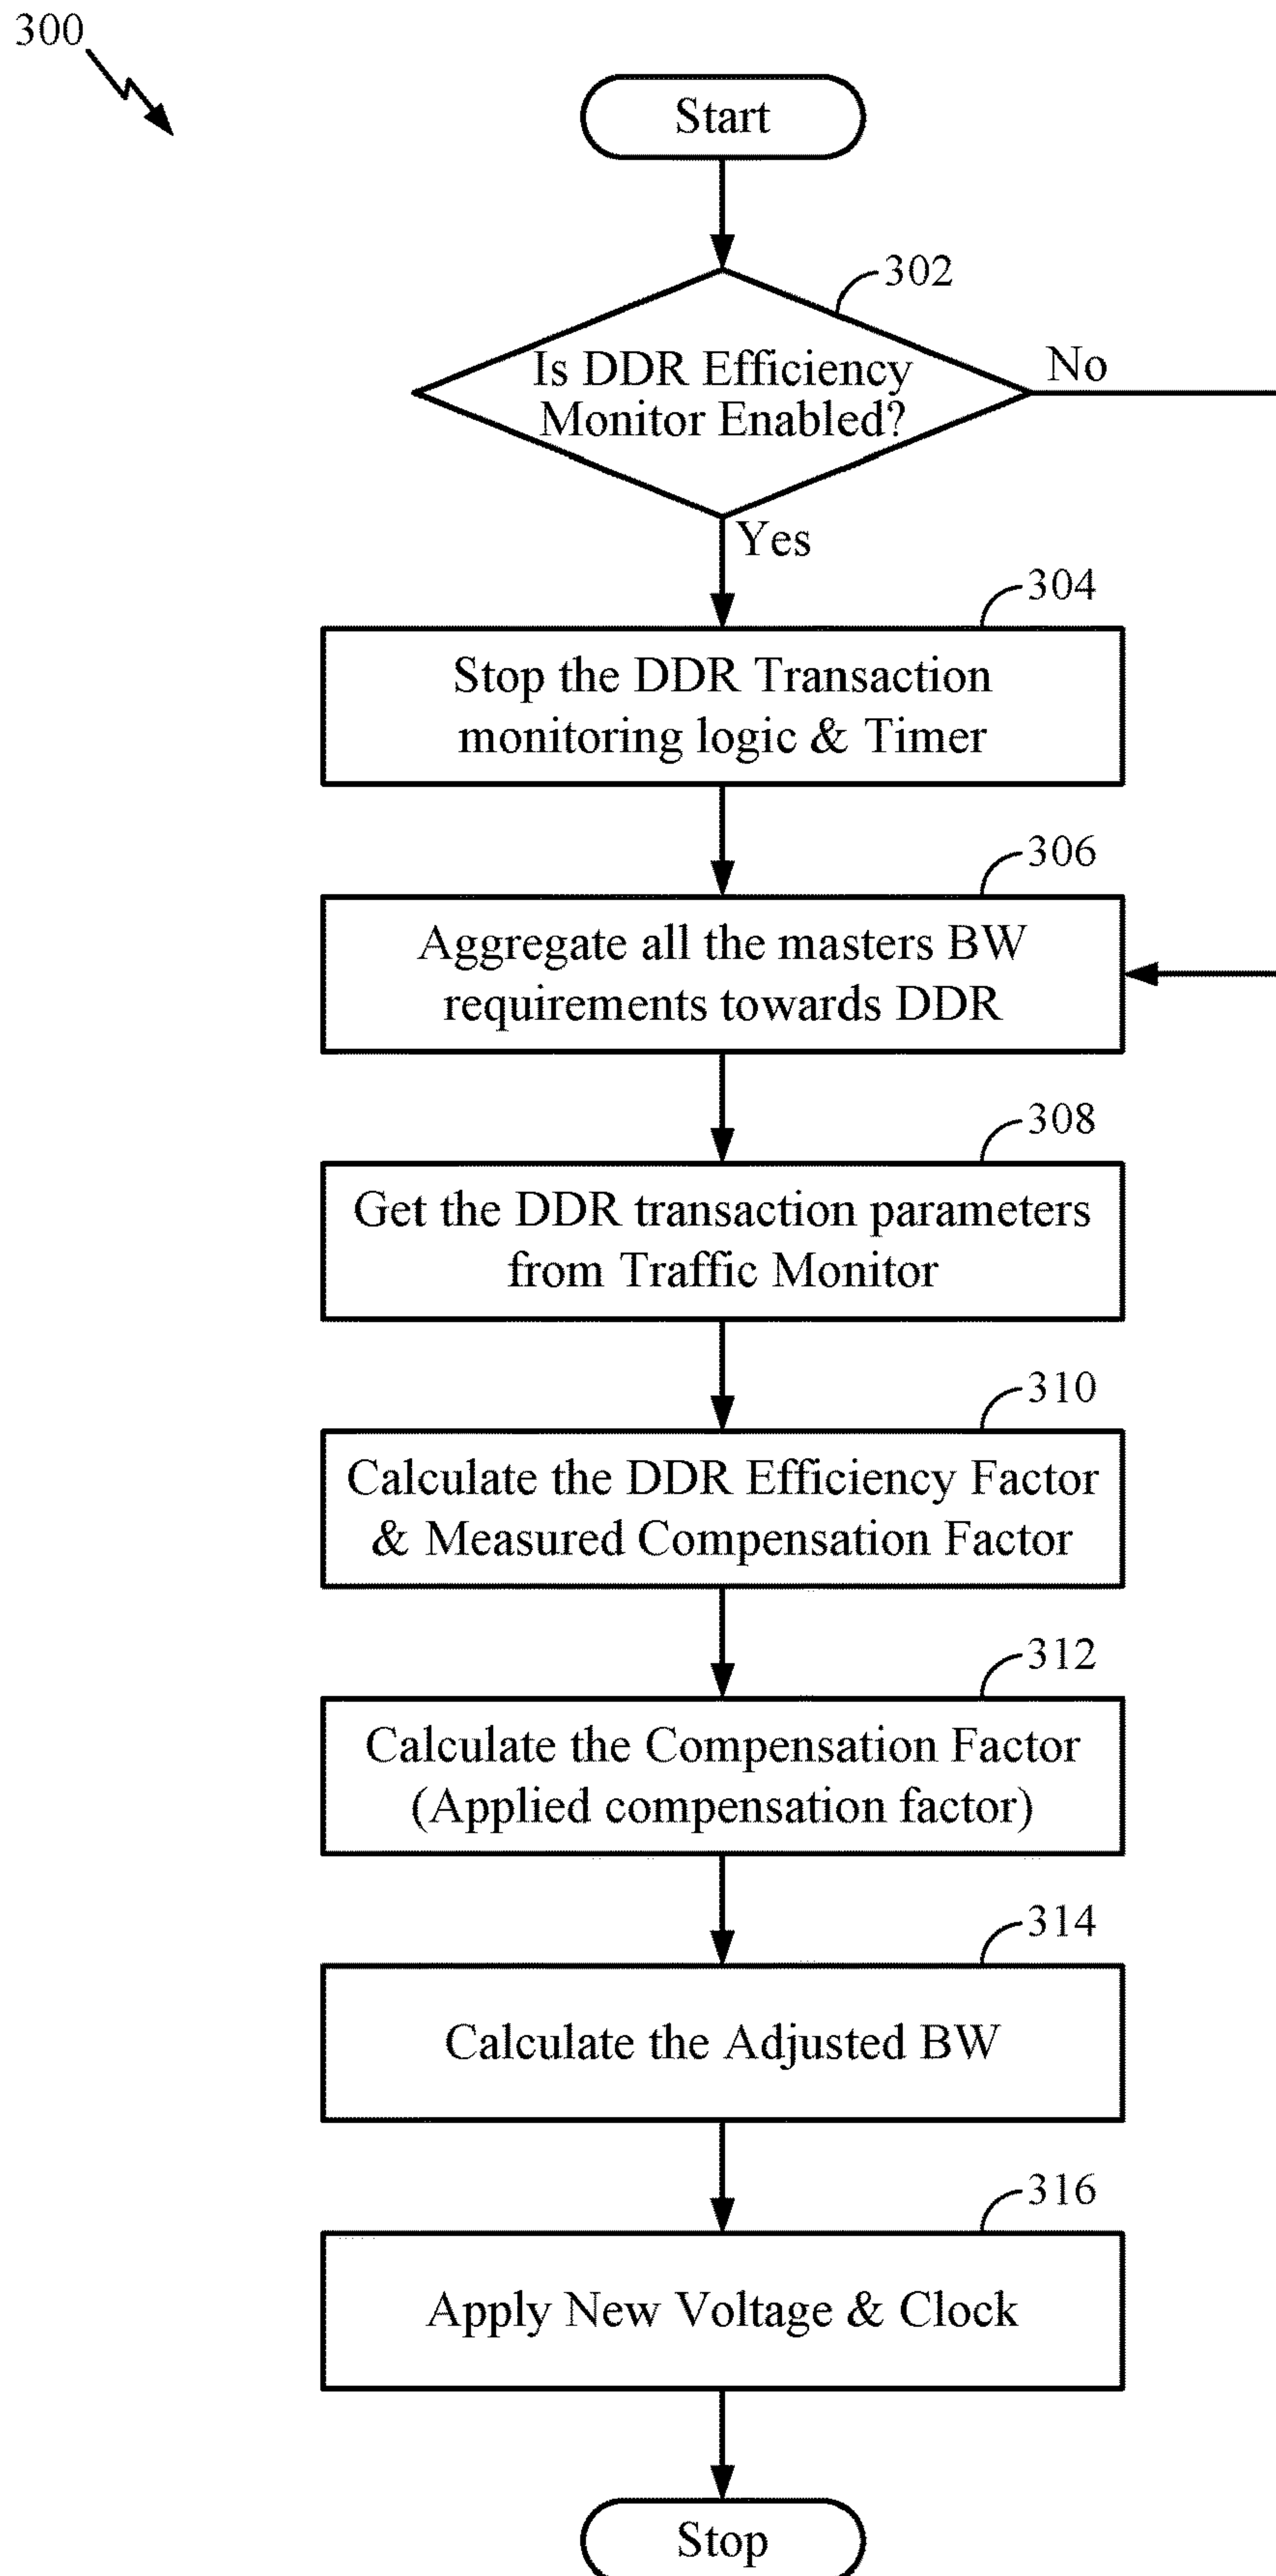 300
Start
302
Is DDR Efficiency
Monitor Enabled?
No
Yes
304
Stop the DDR Transaction
monitoring logic & Timer
306
Aggregate all the masters BW
requirements towards DDR
308
Get the DDR transaction parameters
from Traffic Monitor
310
Calculate the DDR Efficiency Factor
& Measured Compensation Factor
312
Calculate the Compensation Factor
(Applied compensation factor)
314
Calculate the Adjusted BW
316
Apply New Voltage & Clock
Stop